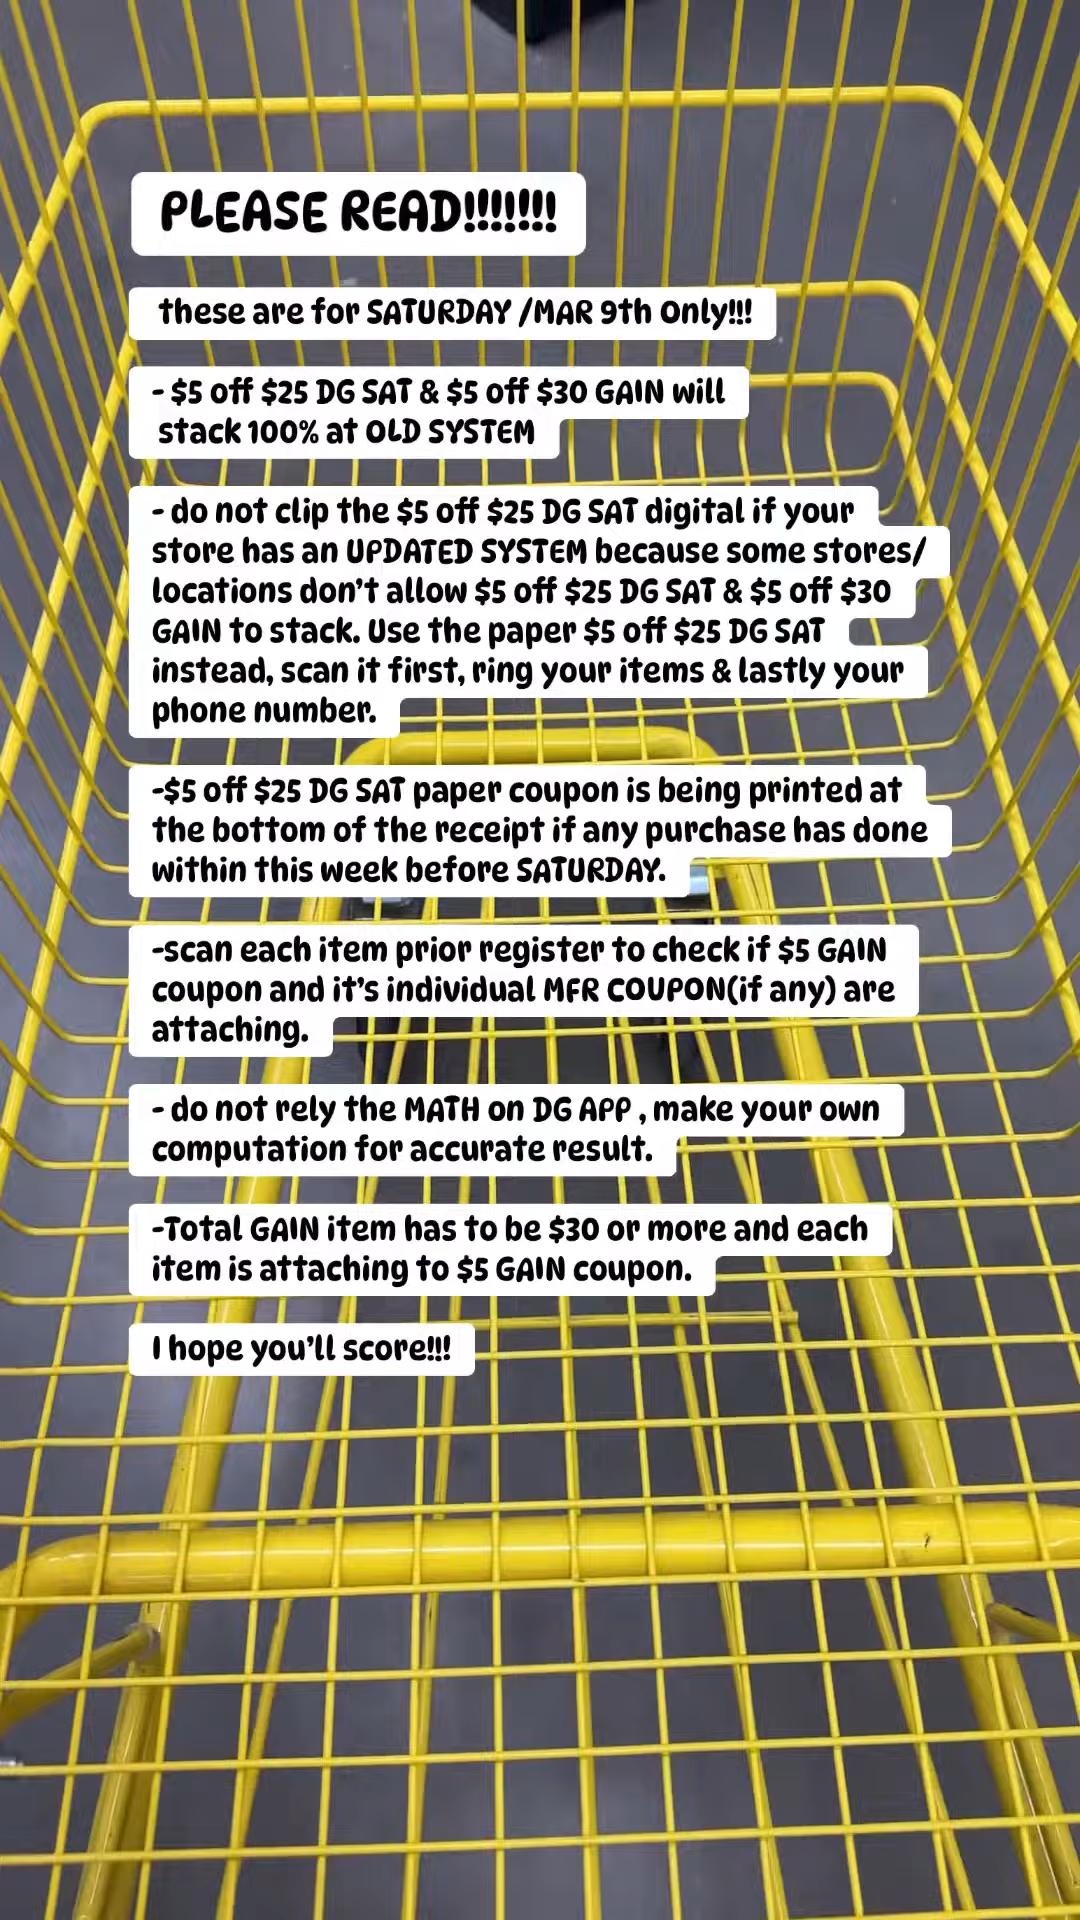 PLEASE READ!!!!!!!
these are for SATURDAY /MAR 9th Only!!!
- $5 off $25 DG SAT & $5 off $30 GAIN will
stack 100% at OLD SYSTEM
- do not clip the $5 off $25 DG SAT digital if your
store has an UPDATED SYSTEM because some stores/
locations don't allow $5 off $25 DG SAT & $5 off $30
GAIN to stack. Use the paper $5 off $25 DG SAT
instead, scan it first, ring your items & lastly your
phone number.
-$5 off $25 DG SAT paper coupon is being printed at
the bottom of the receipt if any purchase has done
within this week before SATURDAY.
-scan each item prior register to check if $5 GAIN
coupon and it's individual MFR COUPON(if any) are
attaching.
- do not rely the MATH on DG APP , make your own
computation for accurate result.
-Total GAIN item has to be $30 or more and each
item is attaching to $5 GAIN coupon.
I hope you'll score!!!